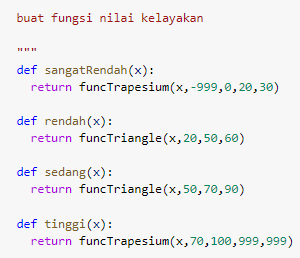 buat fungsi nilai kelayakan
"""
def sangatRendah(x):
  return funcTrapesium(x,-999,0,20,30)
def rendah(x):
  return funcTriangle(x,20,50,60)
def sedang(x):
  return funcTriangle(x,50,70,90)
def tinggi(x):
  return funcTrapesium(x,70,100,999,999)